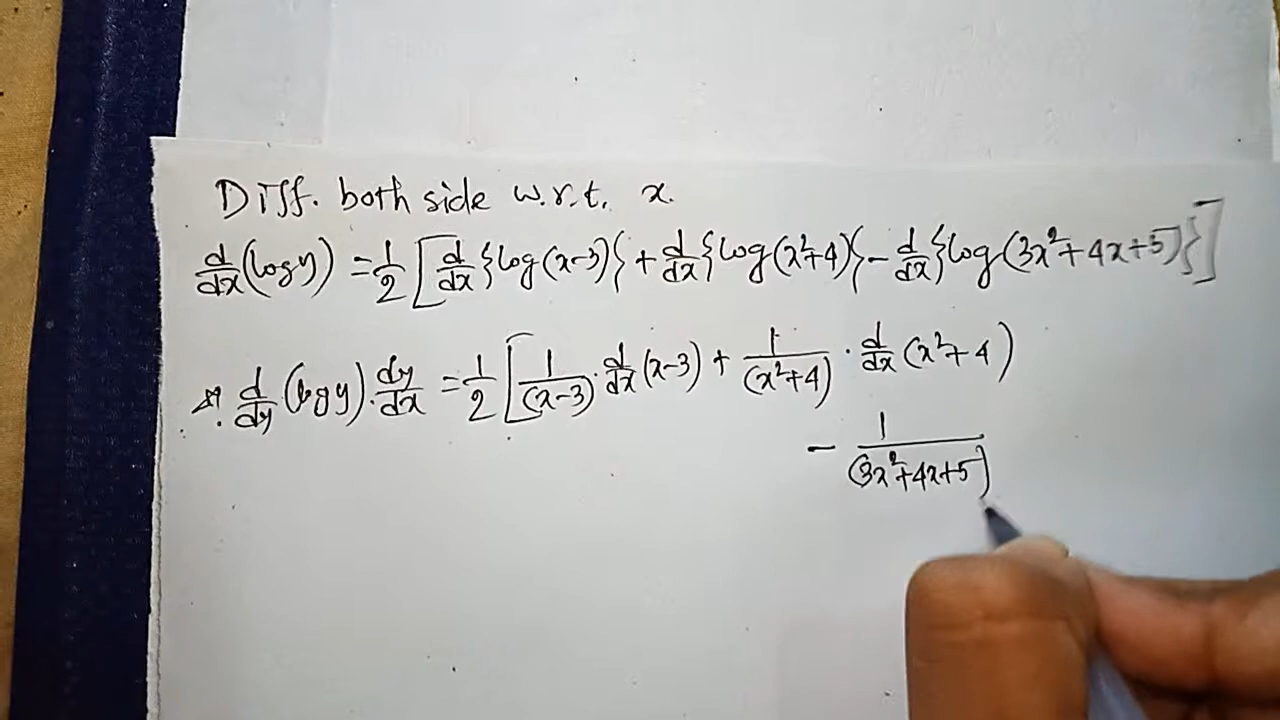 Diff. both side w.r.t. x.
d/dx(log y) = 1/2 [d/dx{log(x-3)} + d/dx{log(x²+4)} - d/dx{log(3x²+4x+5)}]
d/dy(log y).dy/dx = 1/2 [1/(x-3) . d/dx(x-3) + 1/(x²+4) . d/dx(x²+4)
- 1/(3x²+4x+5)